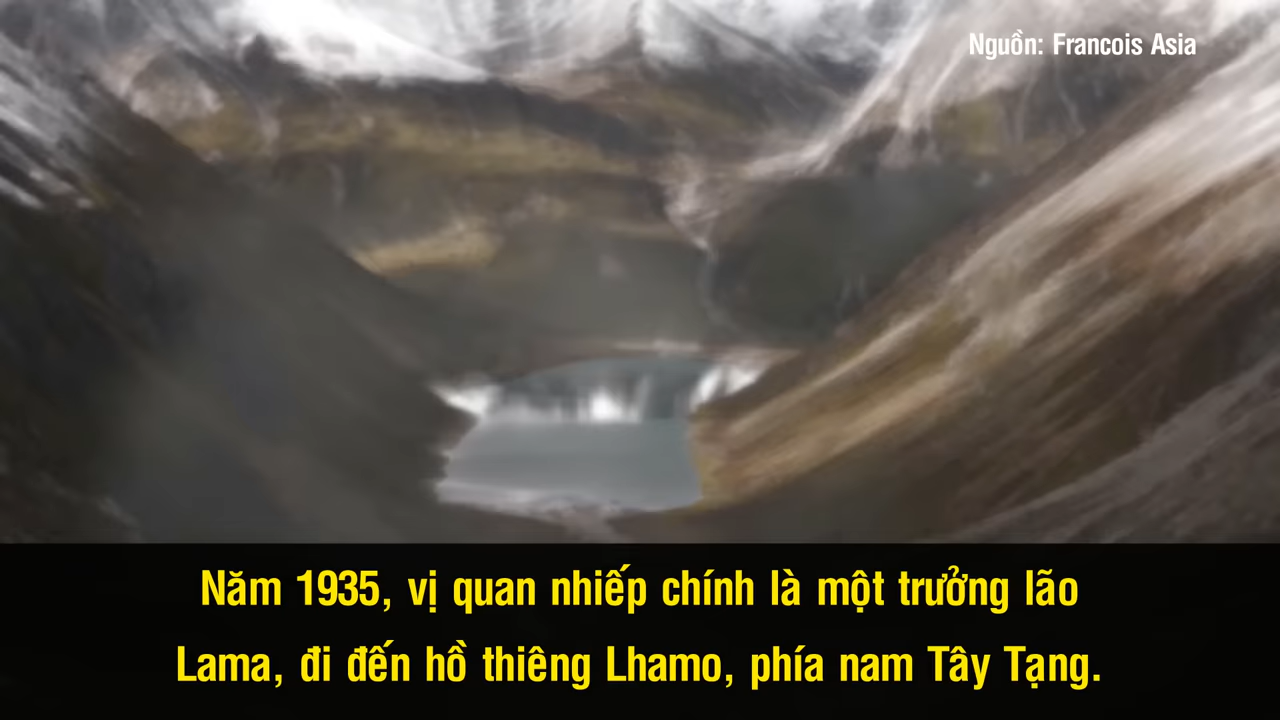 Nguồn: Francois Asia
Năm 1935, vị quan nhiếp chính là một trưởng lão
Lama, đi đến hồ thiêng Lhamo, phía nam Tây Tạng.